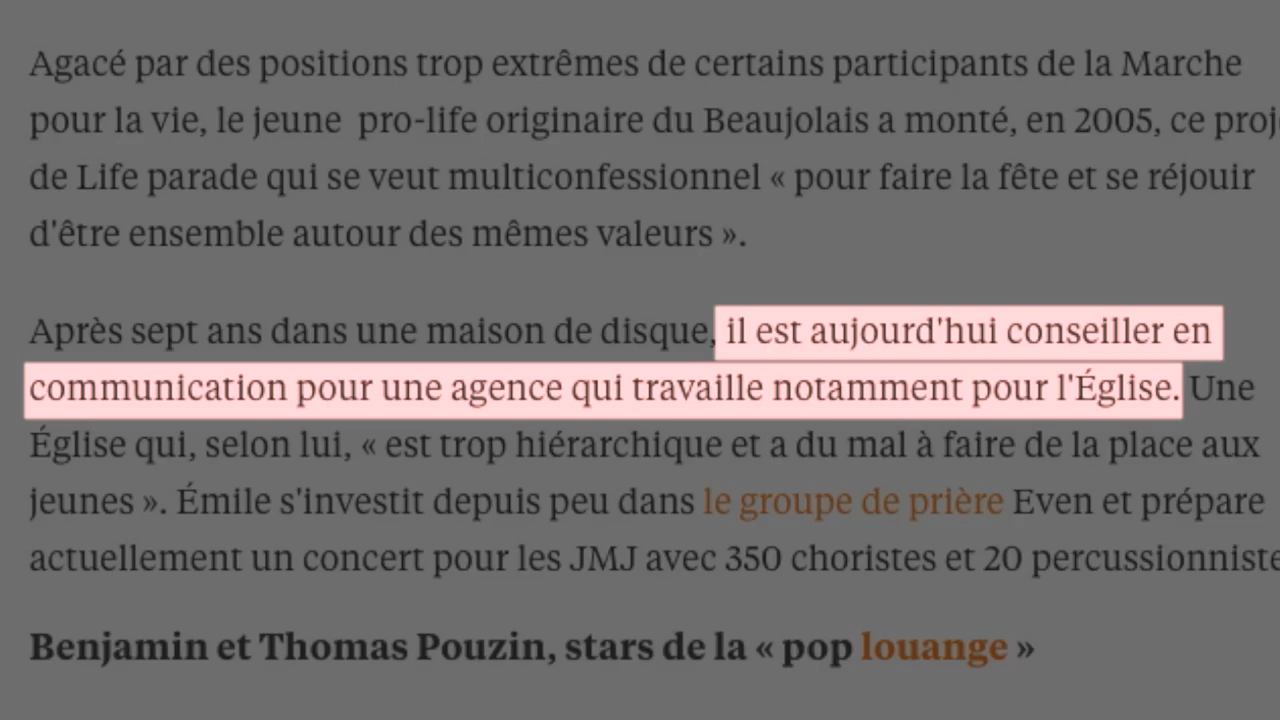 Agacé par des positions trop extrêmes de certains participants de la Marche
pour la vie, le jeune  pro-life originaire du Beaujolais a monté, en 2005, ce
de Life parade qui se veut multiconfessionnel « pour faire la fête et se réjouir
d'être ensemble autour des mêmes valeurs ».
Après sept ans dans une maison de disque, il est aujourd'hui conseiller en
communication pour une agence qui travaille notamment pour l'Église. Une
Église qui, selon lui, « est trop hiérarchique et a du mal à faire de la place aux
jeunes ». Émile s'investit depuis peu dans le groupe de prière Even et prépare
actuellement un concert pour les JMJ avec 350 choristes et 20
Benjamin et Thomas Pouzin, stars de la « pop louange »